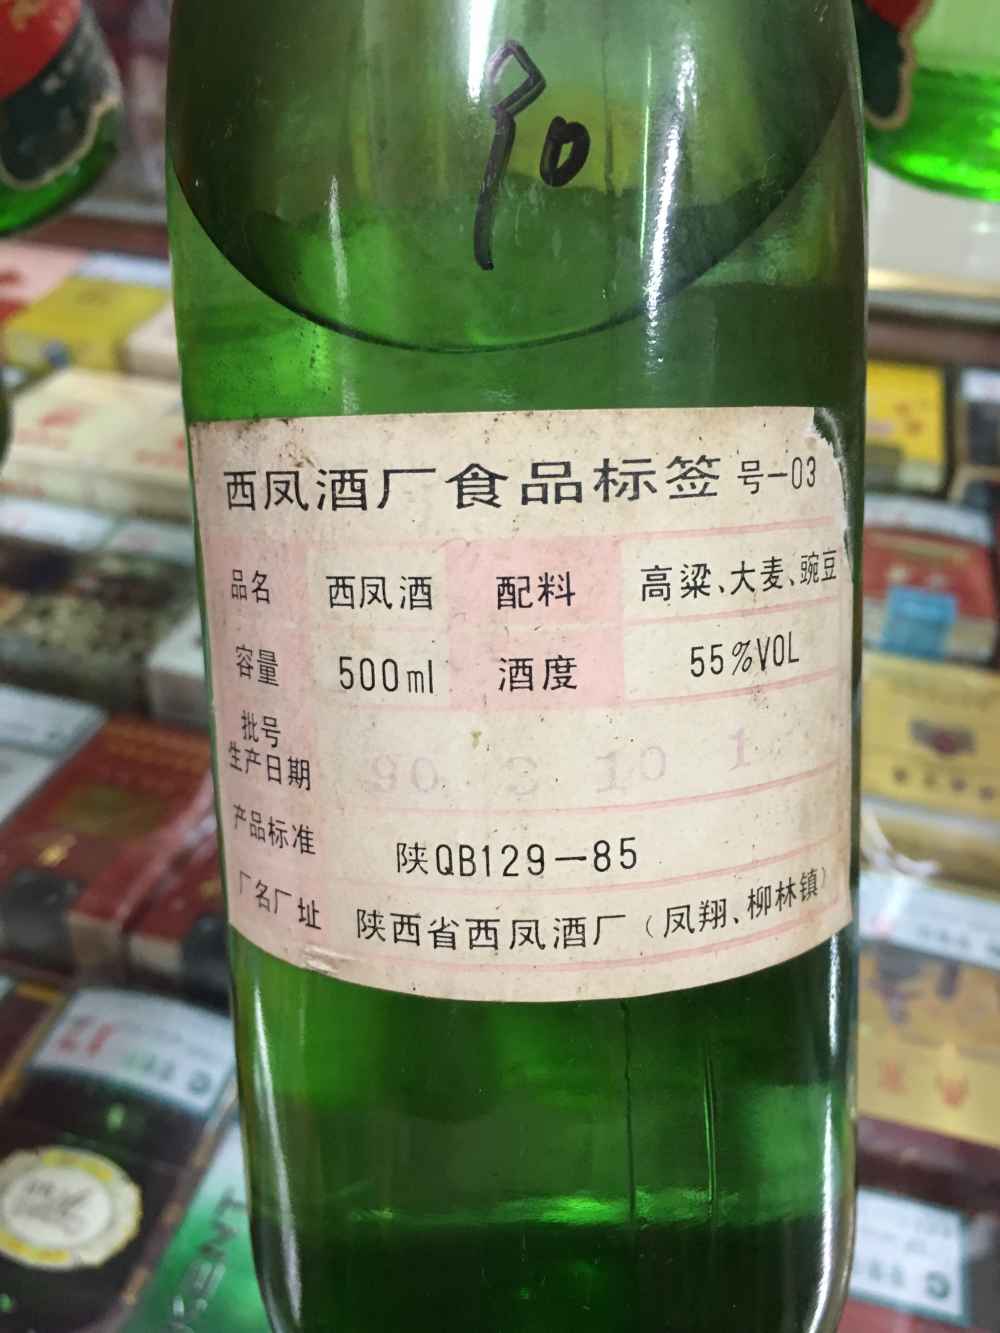 90
西凤酒厂食品标签 号-03
品名 西凤酒 配料 高粱、大麦、豌豆
容量 500ml 酒度 55%VOL
批号
生产日期 90 3 10 1
产品标准 陕QB129-85
厂名厂址 陕西省西凤酒厂(凤翔、柳林镇)